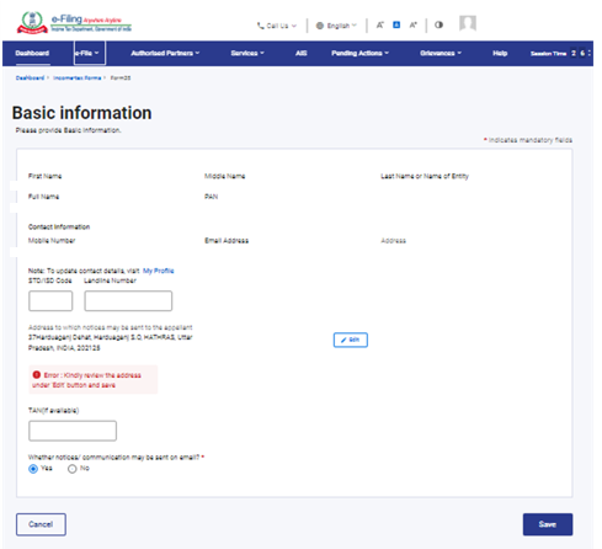 e-Filing Anywhere Anytime
Income Tax Department, Government of India
Call Us
English
A-
A
A+
Dashboard
e-File
Authorised Partners
Services
AIS
Pending Actions
Grievances
Help
Session Time 2 6 :
Dashboard > Income tax Forms > Form35
Basic information
Please provide Basic Information.
* Indicates mandatory fields
First Name Middle Name Last Name or Name of Entity
Full Name PAN
Contact Information
Mobile Number Email Address Address
Note: To update contact details, visit My Profile
STD/ISD Code Landline Number
Address to which notices may be sent to the appellant
37Harduaganj Dehat, Harduaganj S.O, HATHRAS, Uttar
Pradesh, INDIA, 202125
Edit
Error : Kindly review the address
under 'Edit' button and save
TAN(if available)
Whether notices/ communication may be sent on email? *
Yes No
Cancel Save